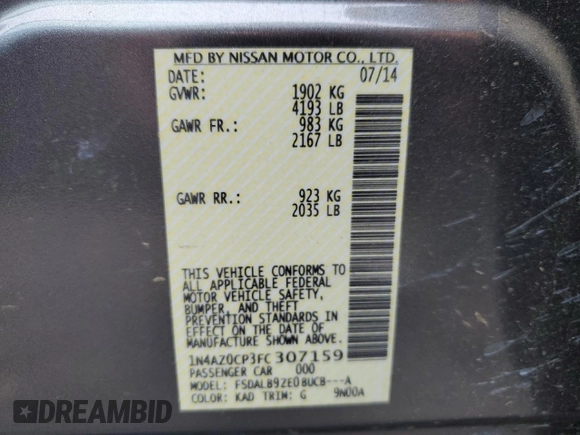 MFD BY NISSAN MOTOR CO., LTD.
DATE: 07/14
GVWR: 1902 KG
4193 LB
GAWR FR.: 983 KG
2167 LB
GAWR RR.: 923 KG
2035 LB
THIS VEHICLE CONFORMS TO
ALL APPLICABLE FEDERAL
MOTOR VEHICLE SAFETY,
BUMPER, AND THEFT
PREVENTION STANDARDS IN
EFFECT ON THE DATE OF
MANUFACTURE SHOWN ABOVE.
1N4AZ0CP3FC307159
PASSENGER CAR 000
MODEL: FSDALB9ZE08UCB---A
COLOR: KAD TRIM: G 9N00A
AUTOHELPERBOT.COM